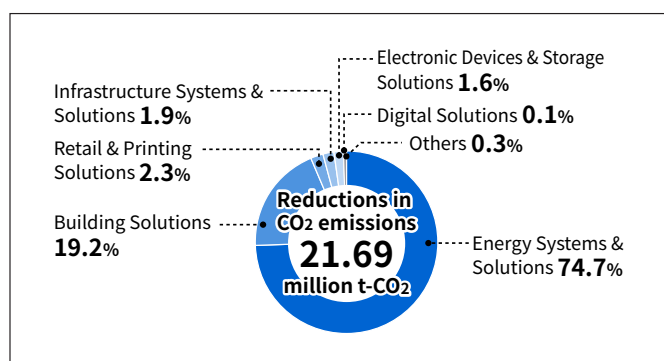 Electronic Devices & Storage
Solutions 1.6%
Infrastructure Systems &
Solutions 1.9%
Digital Solutions 0.1%
Others 0.3%
Retail & Printing
Solutions 2.3%
Building Solutions
19.2%
Reductions in
CO2 emissions
21.69
million t-CO2
Energy Systems &
Solutions 74.7%